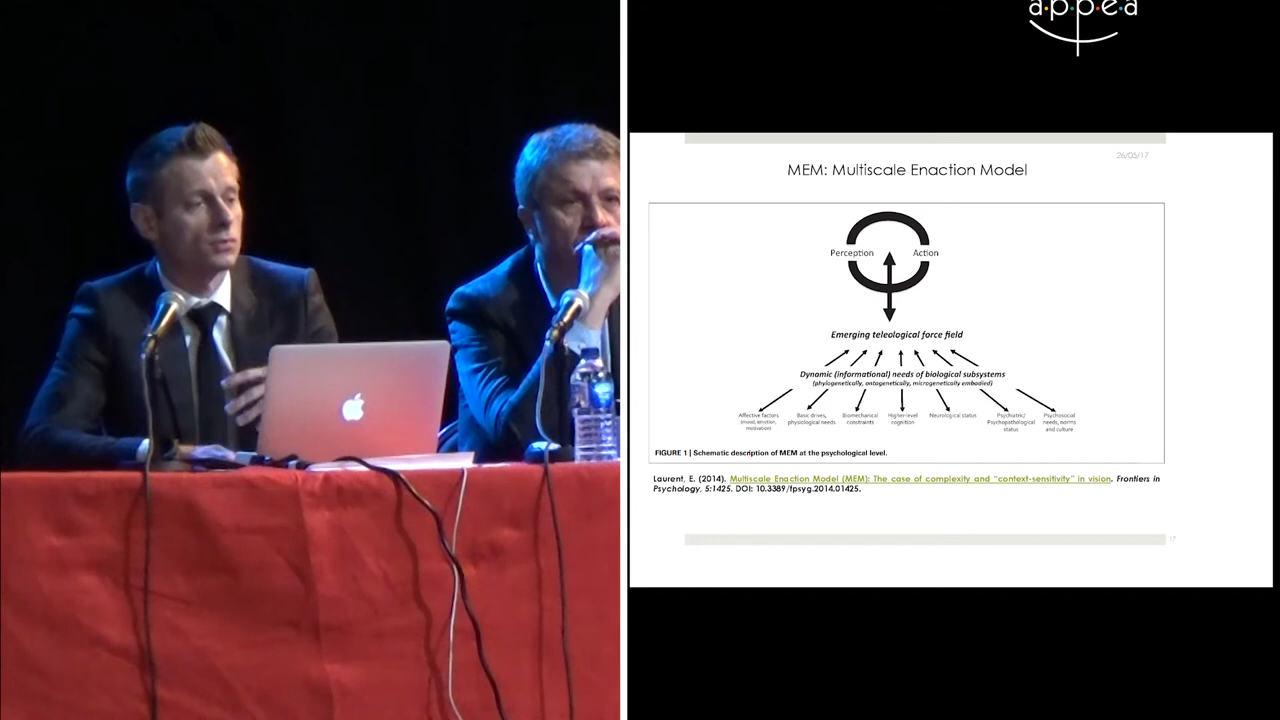 appea
26/05/17
MEM: Multiscale Enaction Model
Perception
Action
Emerging teleological force field
Dynamic (informational) needs of biological subsystems
(phylogenetically, ontogenetically, microgenetically embodied)
Affective factors
(mood, emotion,
motivation)
Basic drives,
physiological needs
Biomechanical
constraints
Higher-level
cognition
Neurological status
Psychiatric/
Psychopathological
status
Psychosocial
needs, norms
and culture
FIGURE 1 | Schematic description of MEM at the psychological level.
Laurent, E. (2014). Multiscale Enaction Model (MEM): The case of complexity and "context-sensitivity" in vision. Frontiers in
Psychology, 5:1425. DOI: 10.3389/fpsyg.2014.01425.
17